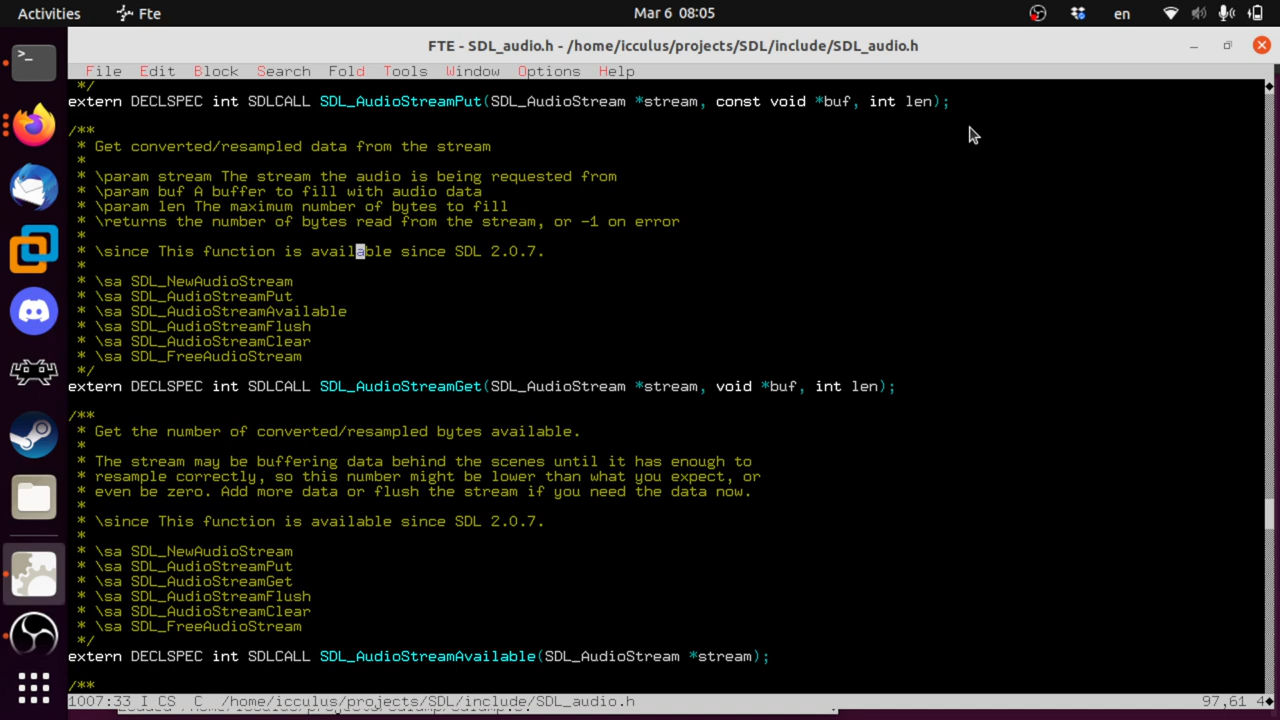 Activities
Fte
Mar 6 08:05
en
FTE - SDL_audio.h - /home/icculus/projects/SDL/include/SDL_audio.h
File Edit Block Search Fold Tools Window Options Help
*/
extern DECLSPEC int SDLCALL SDL_AudioStreamPut(SDL_AudioStream *stream, const void *buf, int len);
/**
* Get converted/resampled data from the stream
*
* \param stream The stream the audio is being requested from
* \param buf A buffer to fill with audio data
* \param len The maximum number of bytes to fill
* \returns the number of bytes read from the stream, or -1 on error
*
* \since This function is available since SDL 2.0.7.
*
* \sa SDL_NewAudioStream
* \sa SDL_AudioStreamPut
* \sa SDL_AudioStreamAvailable
* \sa SDL_AudioStreamFlush
* \sa SDL_AudioStreamClear
* \sa SDL_FreeAudioStream
*/
extern DECLSPEC int SDLCALL SDL_AudioStreamGet(SDL_AudioStream *stream, void *buf, int len);
/**
* Get the number of converted/resampled bytes available.
*
* The stream may be buffering data behind the scenes until it has enough to
* resample correctly, so this number might be lower than what you expect, or
* even be zero. Add more data or flush the stream if you need the data now.
*
* \since This function is available since SDL 2.0.7.
*
* \sa SDL_NewAudioStream
* \sa SDL_AudioStreamPut
* \sa SDL_AudioStreamGet
* \sa SDL_AudioStreamFlush
* \sa SDL_AudioStreamClear
* \sa SDL_FreeAudioStream
*/
extern DECLSPEC int SDLCALL SDL_AudioStreamAvailable(SDL_AudioStream *stream);
/**
1007:33 I CS C /home/icculus/projects/SDL/include/SDL_audio.h 97,61 4